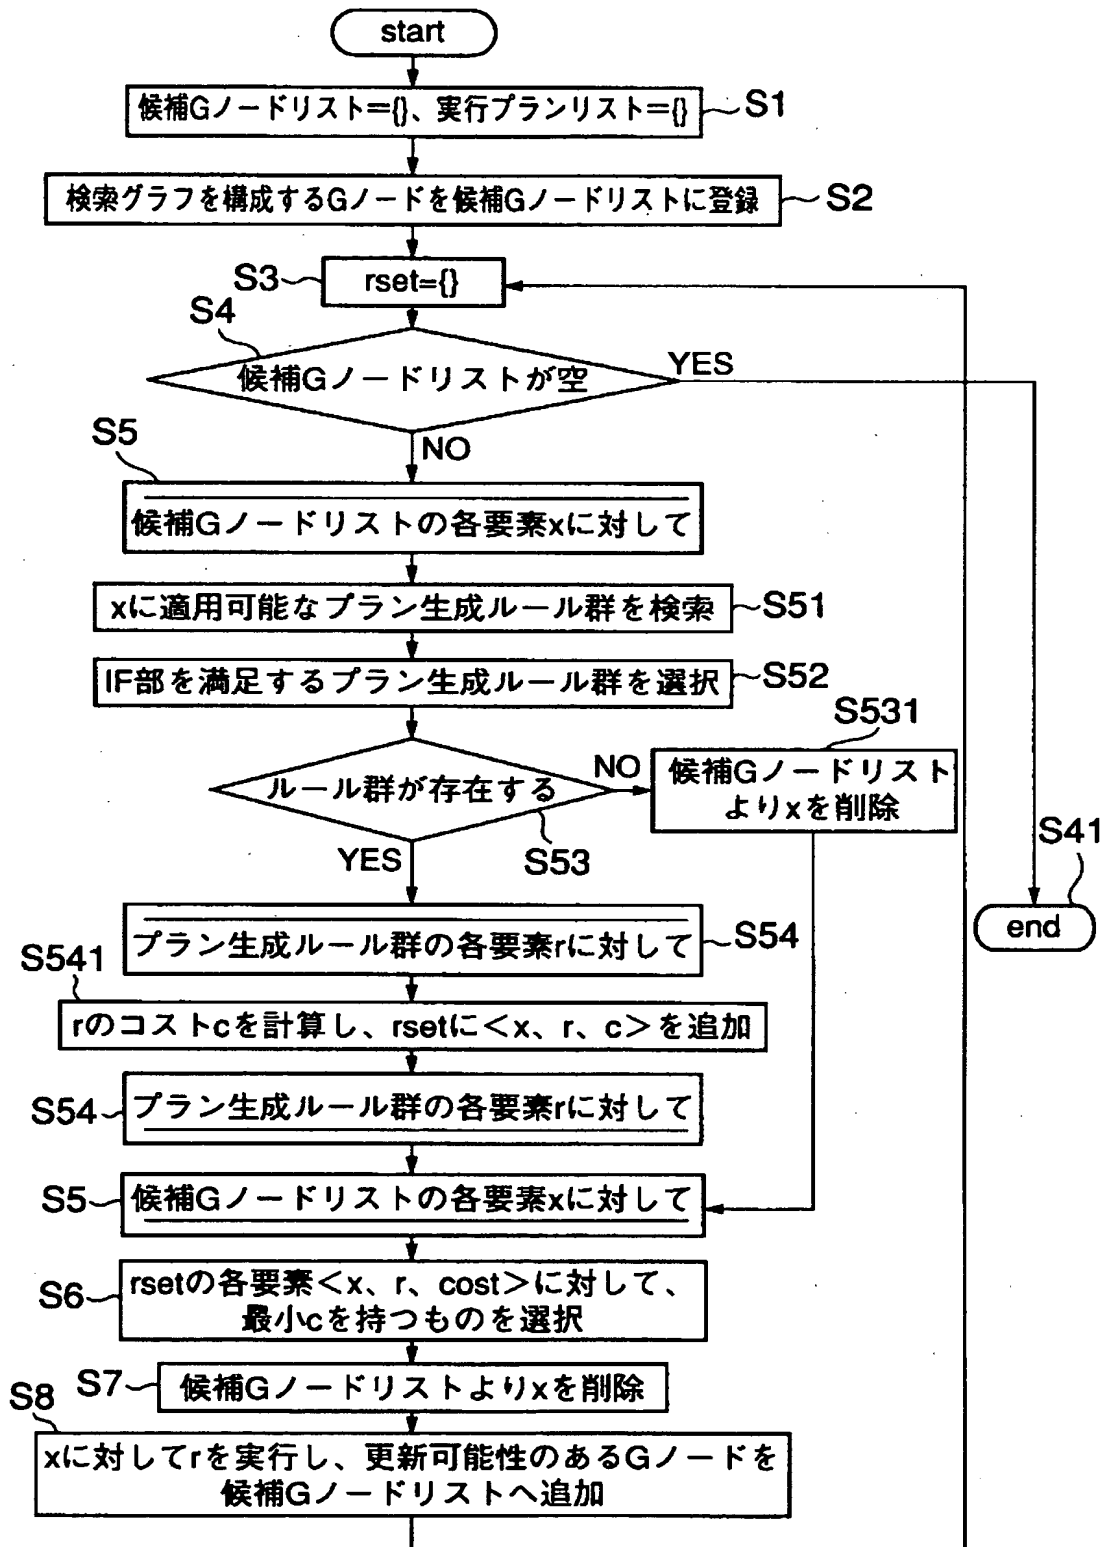 start
候補Gノードリスト={}、実行プランリスト={}
S1
検索グラフを構成するGノードを候補Gノードリストに登録
S2
S3
rset={}
S4
候補Gノードリストが空
YES
NO
S5
候補Gノードリストの各要素xに対して
xに適用可能なプラン生成ルール群を検索
S51
IF部を満足するプラン生成ルール群を選択
S52
S531
ルール群が存在する
NO
候補Gノードリスト
よりxを削除
S53
YES
S41
end
プラン生成ルール群の各要素rに対して
S54
S541
rのコストcを計算し、rsetに<x、r、c>を追加
S54
プラン生成ルール群の各要素rに対して
S5
候補Gノードリストの各要素xに対して
S6
rsetの各要素<x、r、cost>に対して、
最小cを持つものを選択
S7
候補Gノードリストよりxを削除
S8
xに対してrを実行し、更新可能性のあるGノードを
候補Gノードリストへ追加